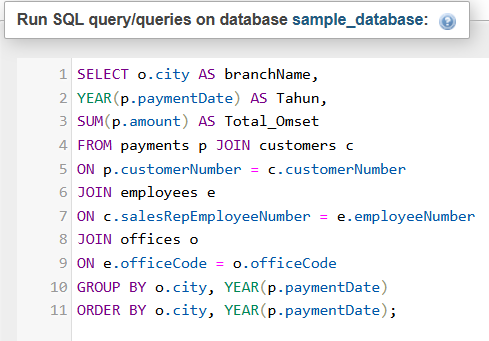 Run SQL query/queries on database sample_database:
1 SELECT o.city AS branchName,
2 YEAR(p.paymentDate) AS Tahun,
3 SUM(p.amount) AS Total_Omset
4 FROM payments p JOIN customers c
5 ON p.customerNumber = c.customerNumber
6 JOIN employees e
7 ON c.salesRepEmployeeNumber = e.employeeNumber
8 JOIN offices o
9 ON e.officeCode = o.officeCode
10 GROUP BY o.city, YEAR(p.paymentDate)
11 ORDER BY o.city, YEAR(p.paymentDate);